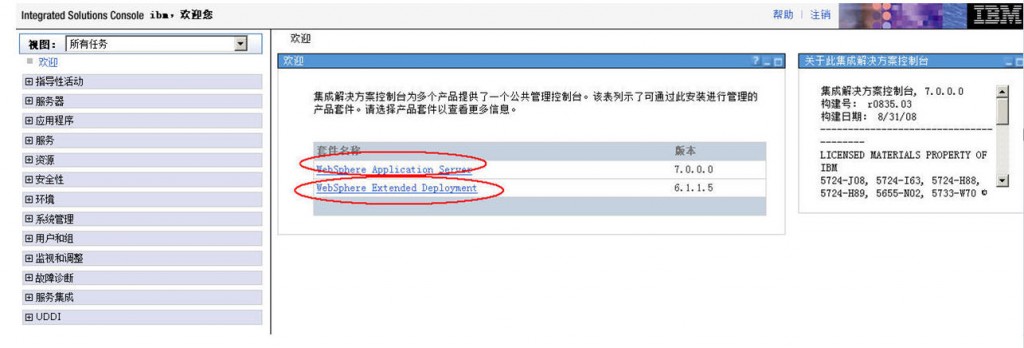 Integrated Solutions Console ibm，欢迎您
帮助 | 注销
IBM
视图： 所有任务
欢迎
指导性活动
服务器
应用程序
服务
资源
安全性
环境
系统管理
用户和组
监视和调整
故障诊断
服务集成
UDDI
欢迎
欢迎
集成解决方案控制台为多个产品提供了一个公共管理控制台。该表列示了可通过此安装进行管理的
产品套件。请选择产品套件以查看更多信息。
套件名称 版本
WebSphere Application Server 7.0.0.0
WebSphere Extended Deployment 6.1.1.5
关于此集成解决方案控制台
集成解决方案控制台, 7.0.0.0
构建号： r0835.03
构建日期： 8/31/08
---------------------------------
--------
LICENSED MATERIALS PROPERTY OF
IBM
5724-J08, 5724-I63, 5724-H88,
5724-H89, 5655-N02, 5733-W70 ©